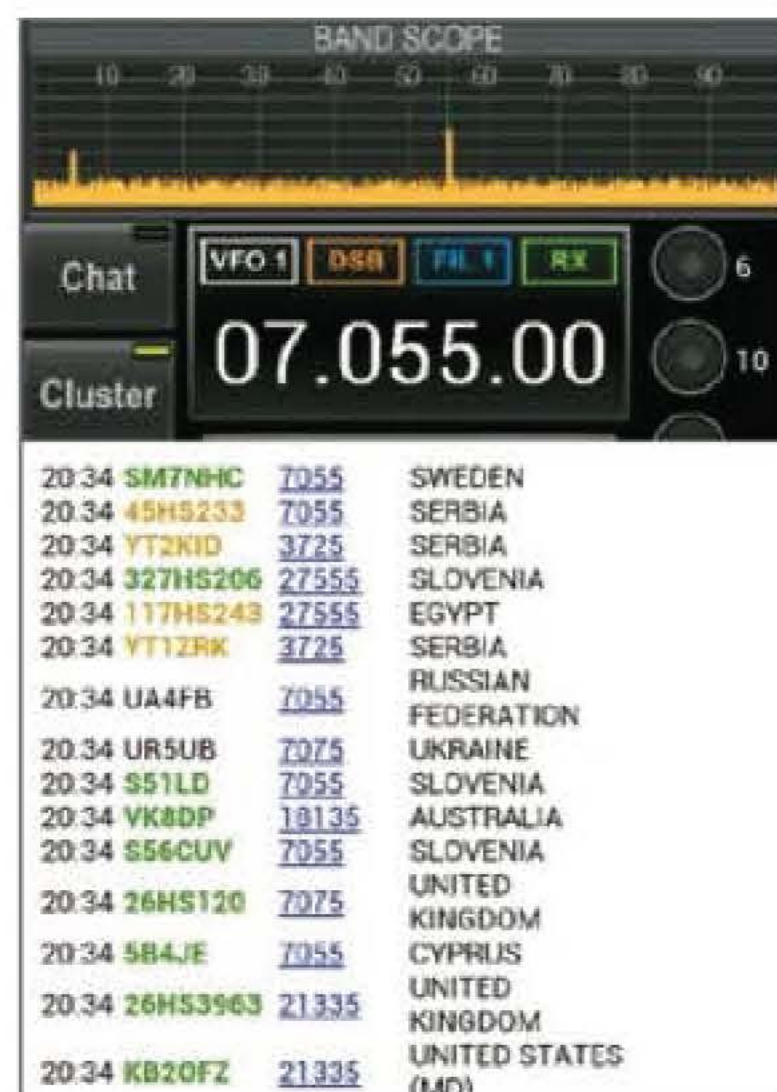 BAND SCOPE
10 20 30 40 50 60 70 80 90
Chat
VFO 1 DSB FIL 1 RX
6
07.055.00
10
Cluster
20:34 SM7NHC 7055 SWEDEN
20:34 45HS233 7055 SERBIA
20:34 YT2KID 3725 SERBIA
20:34 327HS206 27555 SLOVENIA
20:34 117HS243 27555 EGYPT
20:34 YT1ZRK 3725 SERBIA
20:34 UA4FB 7055 RUSSIAN
FEDERATION
20:34 UR5UB 7075 UKRAINE
20:34 S51LD 7055 SLOVENIA
20:34 VK8DP 18135 AUSTRALIA
20:34 S56CUV 7055 SLOVENIA
20:34 26HS120 7075 UNITED
KINGDOM
20:34 5B4JE 7055 CYPRUS
20:34 26HS3963 21335 UNITED
KINGDOM
20:34 KB2OFZ 21335 UNITED STATES
(MD)